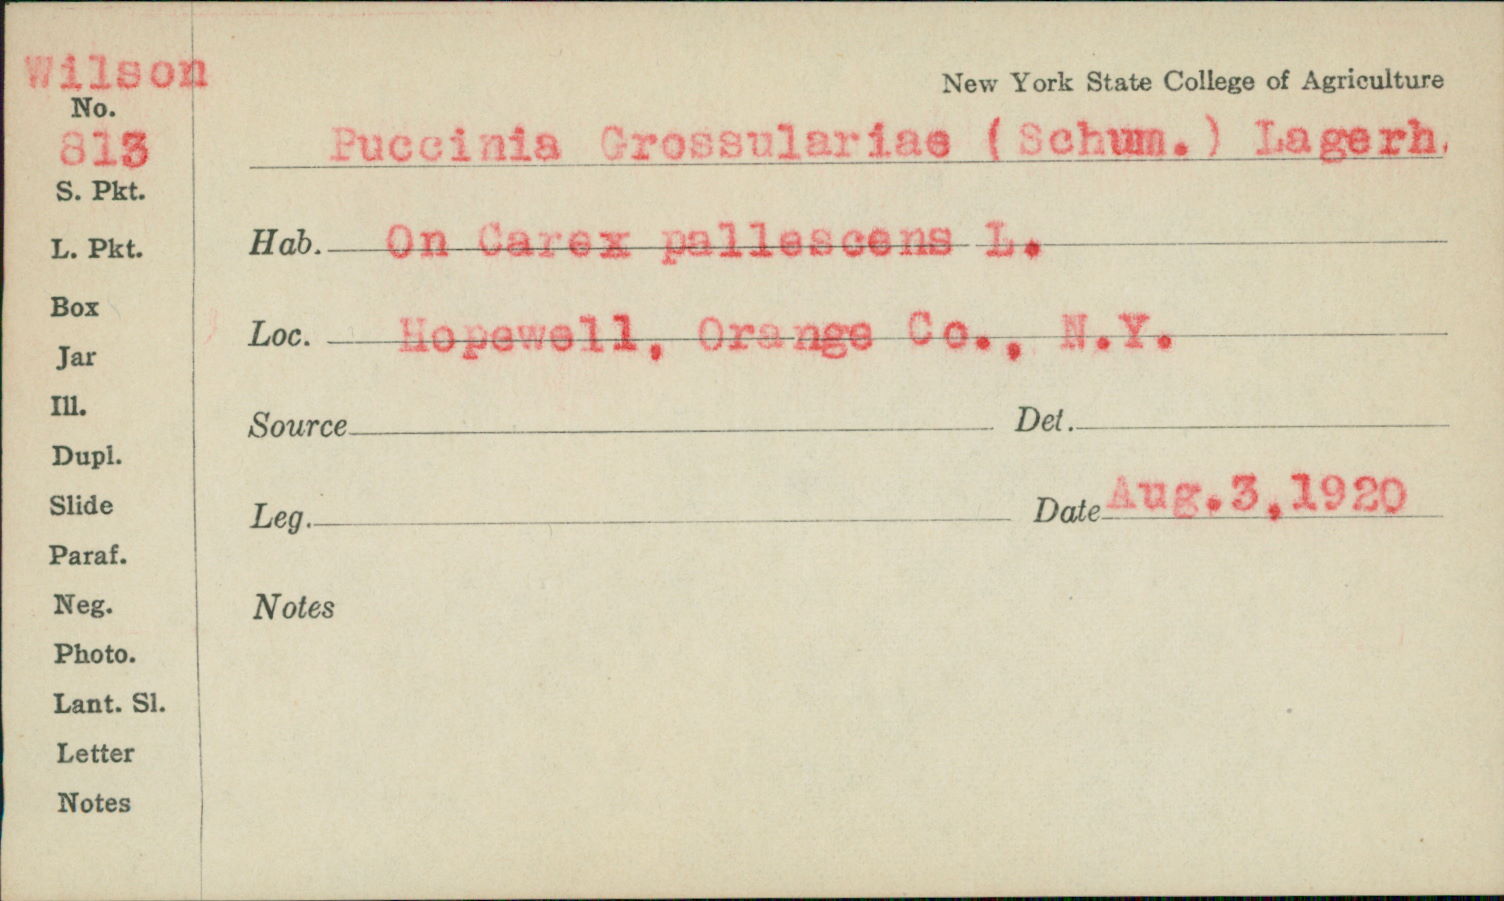 Wilson
No.
813
S. Pkt.
L. Pkt.
Box
Jar
Ill.
Dupl.
Slide
Paraf.
Neg.
Photo.
Lant. Sl.
Letter
Notes
New York State College of Agriculture
Puccinia Grossulariae (Schum.) Lagerh.
Hab. On Carex pallescens L.
Loc. Hopewell, Orange Co., N.Y.
Source Det.
Leg. Date Aug.3,1920
Notes